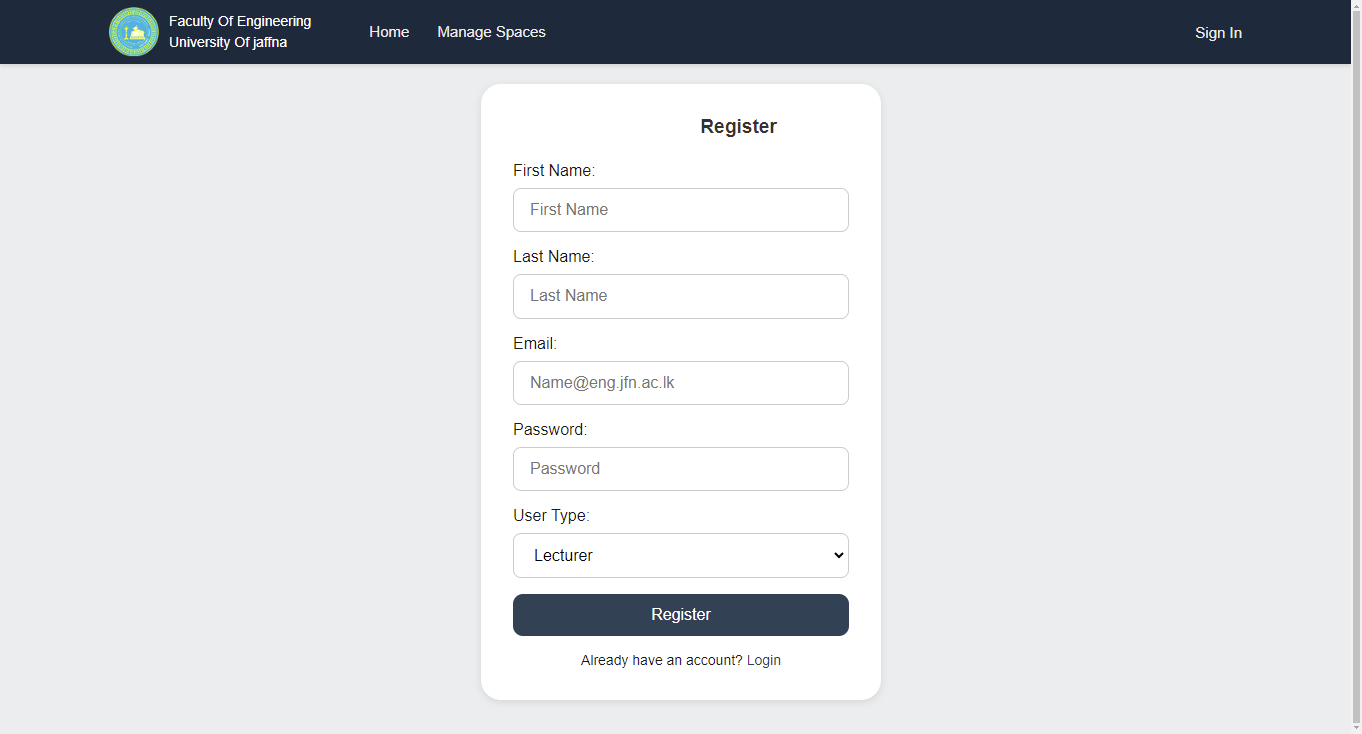 Faculty Of Engineering
University Of jaffna
Home
Manage Spaces
Sign In
Register
First Name:
First Name
Last Name:
Last Name
Email:
Name@eng.jfn.ac.lk
Password:
Password
User Type:
Lecturer
Register
Already have an account? Login